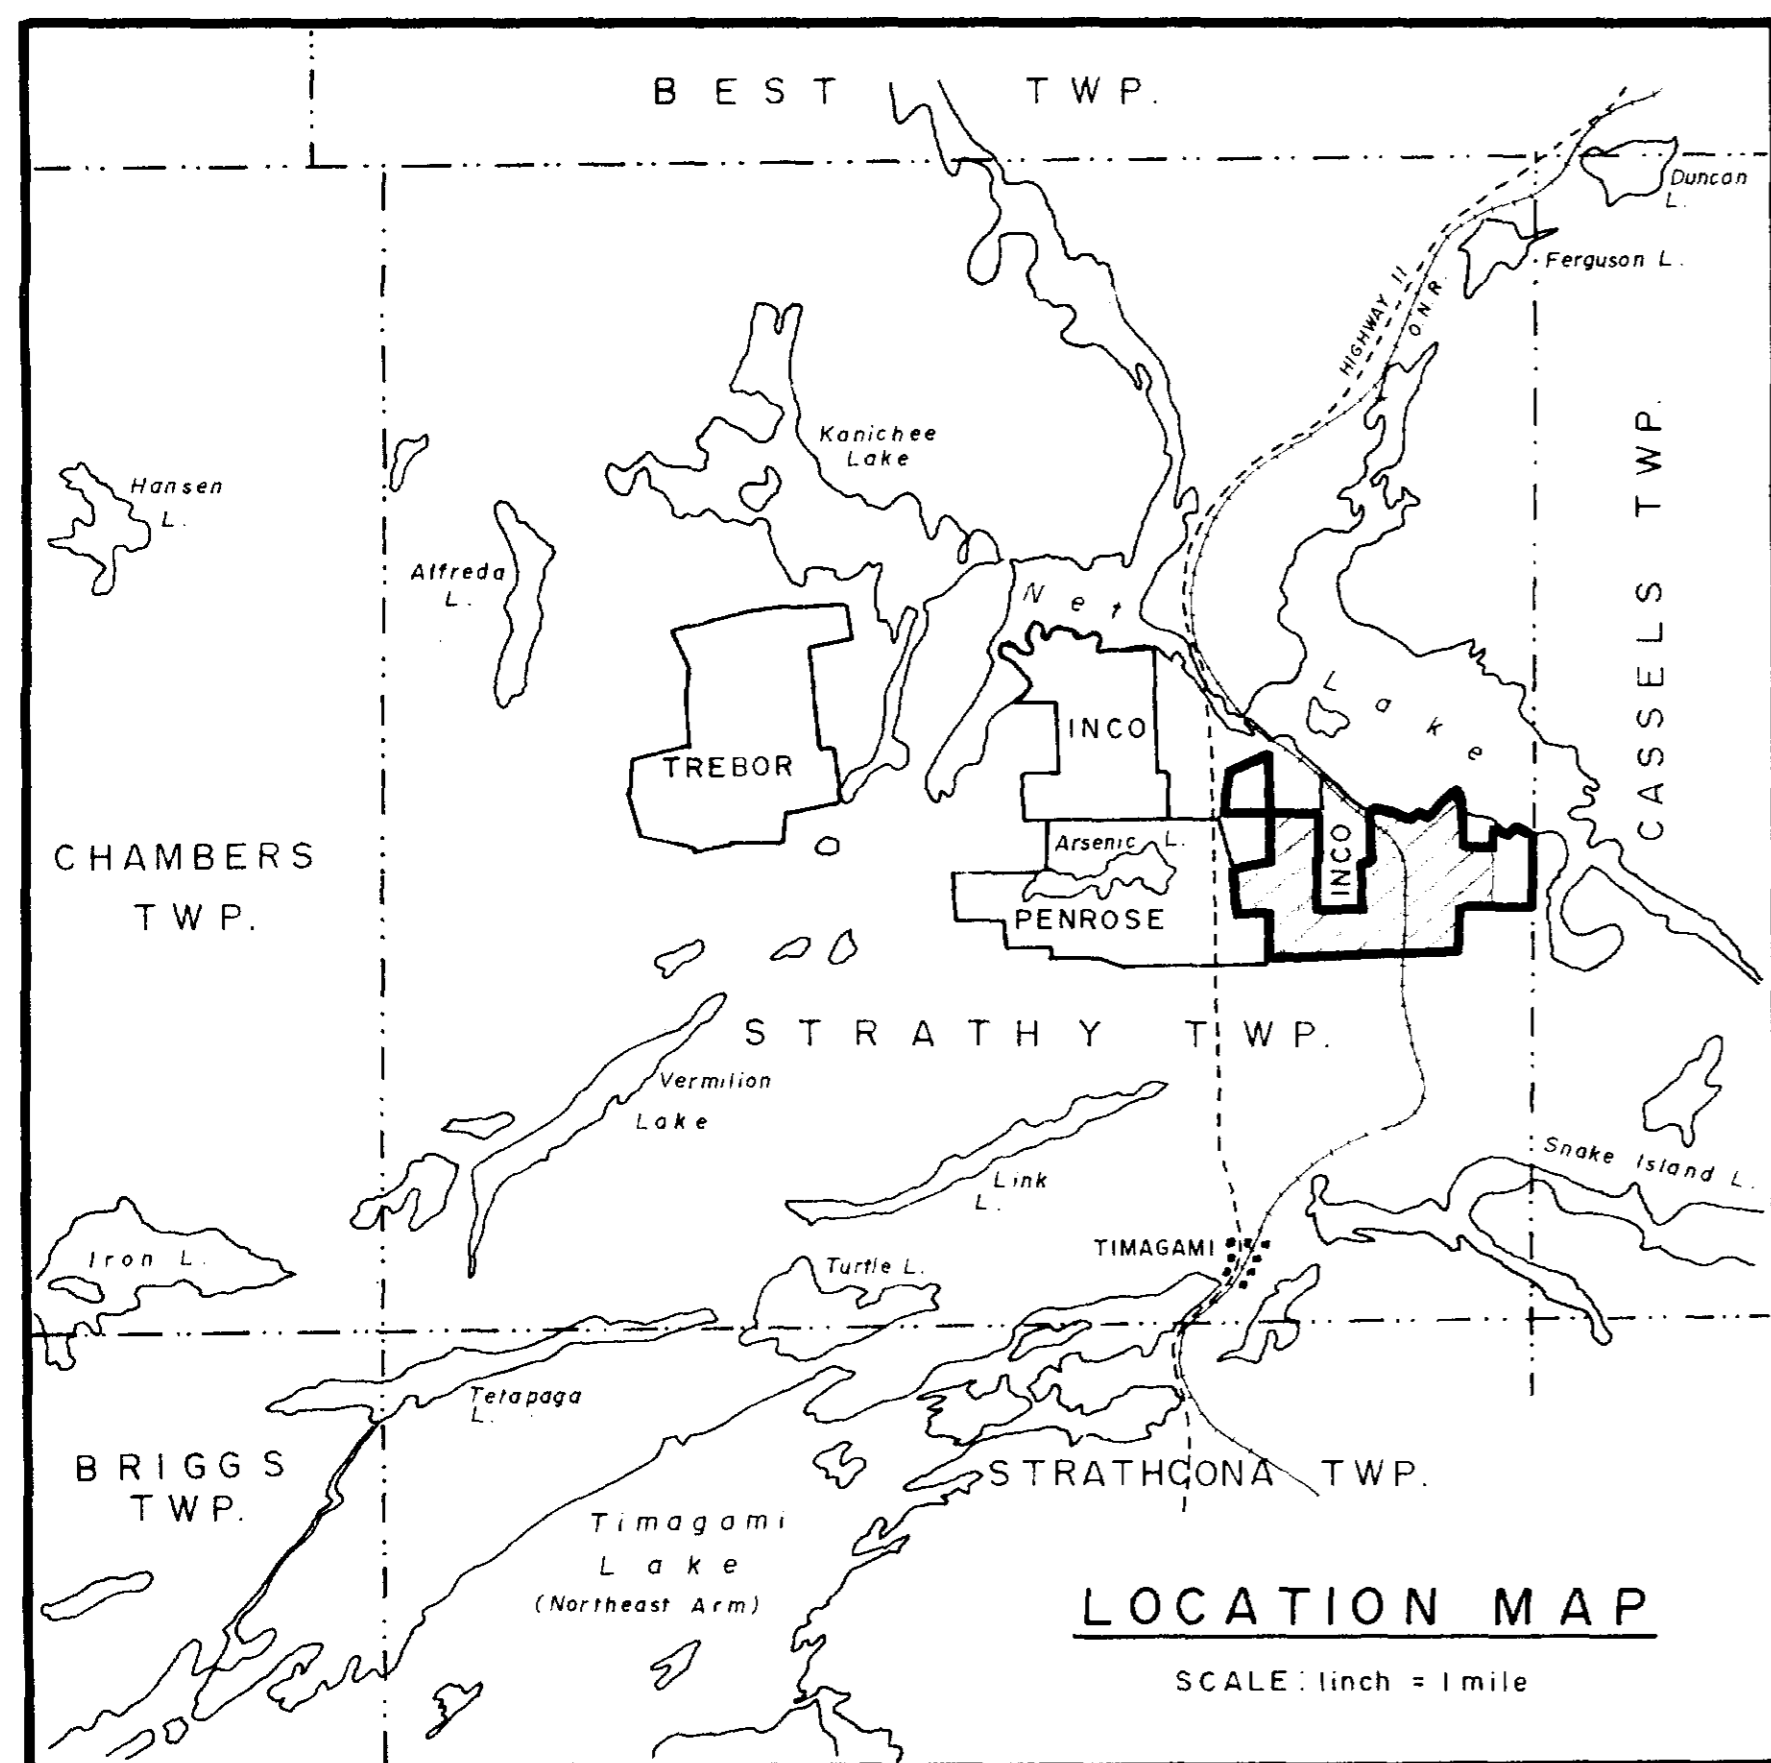 BEST TWP.
Duncan
L.
Ferguson L.
HIGHWAY 11
O.N.R.
Kanichee
Lake
Hansen
L.
Alfreda
L.
Net
Lake
CASSELS TWP.
INCO
TREBOR
INCO
Arsenic L.
PENROSE
CHAMBERS
TWP.
STRATHY TWP.
Vermilion
Lake
Snake Island L.
Link
L.
TIMAGAMI
Iron L.
Turtle L.
Tetapaga
L.
BRIGGS
TWP.
STRATHCONA TWP.
Timagami
Lake
(Northeast Arm)
LOCATION MAP
SCALE: 1inch = 1mile